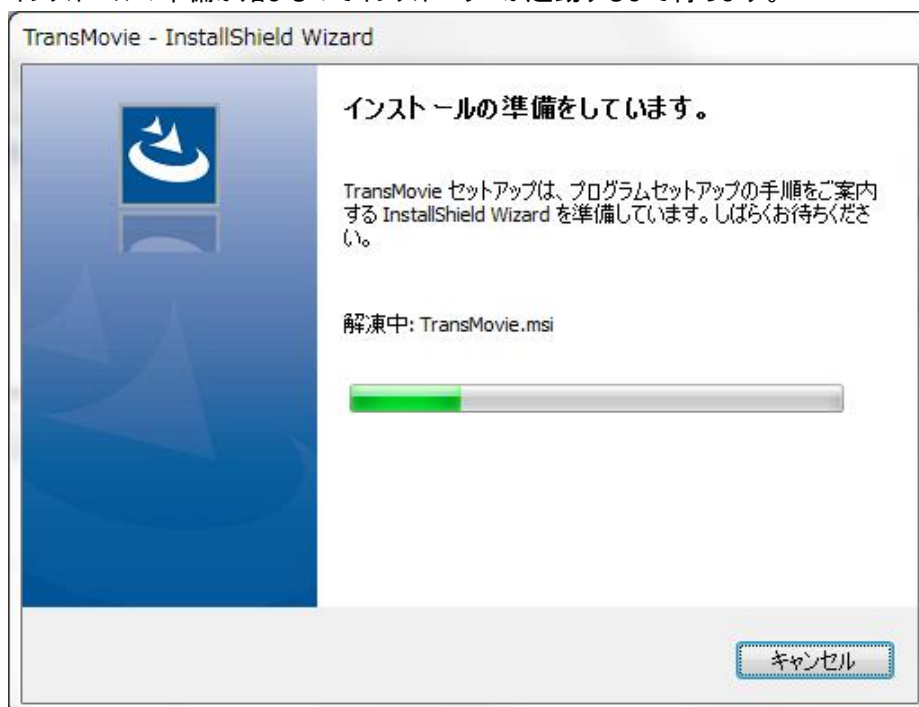 TransMovie - InstallShield Wizard
インストールの準備をしています。
TransMovie セットアップは、プログラムセットアップの手順をご案内
する InstallShield Wizard を準備しています。しばらくお待ちくださ
い。
解凍中: TransMovie.msi
キャンセル